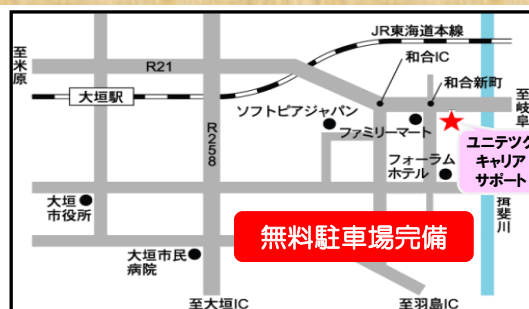 JR東海道本線
至米原
和合IC
R21
和合新町
大垣駅
至岐阜
ソフトピアジャパン
ファミリーマート
R258
ユニテツク
キャリア
サポート
フォーラム
ホテル
大垣
市役所
揖斐川
無料駐車場完備
大垣市民
病院
至大垣IC
至羽島IC